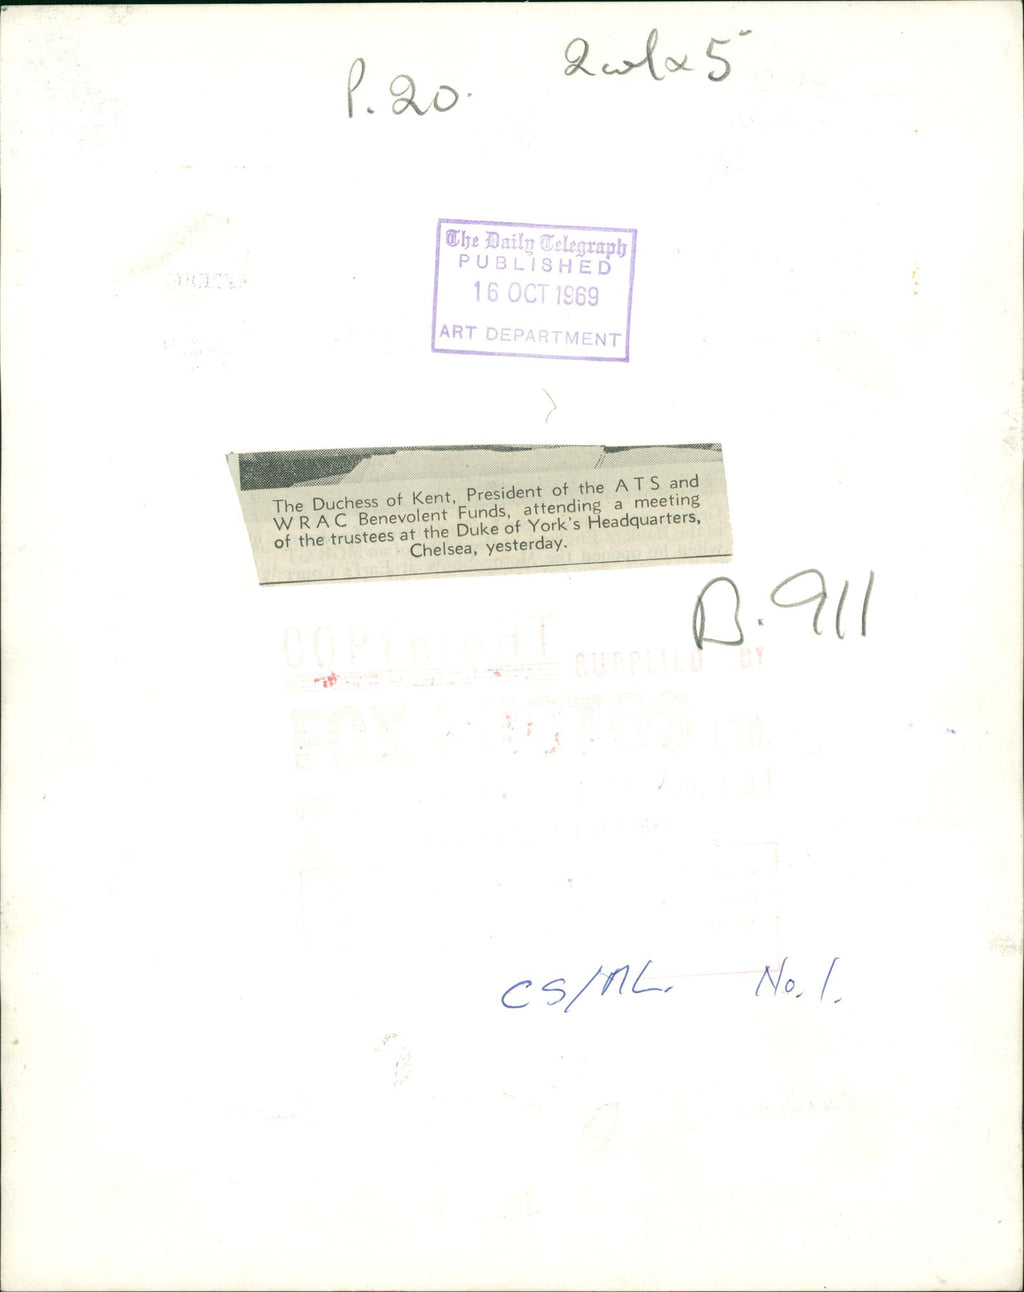 P. 20.
2 col x 5"
The Daily Telegraph
PUBLISHED
16 OCT 1969
ART DEPARTMENT
The Duchess of Kent, President of the A T S and
W R A C Benevolent Funds, attending a meeting
of the trustees at the Duke of York's Headquarters,
Chelsea, yesterday.
B. 911
COPYRIGHT
SUPPLIED BY
FOX PHOTOS LTD.
CS/ML. No. 1.